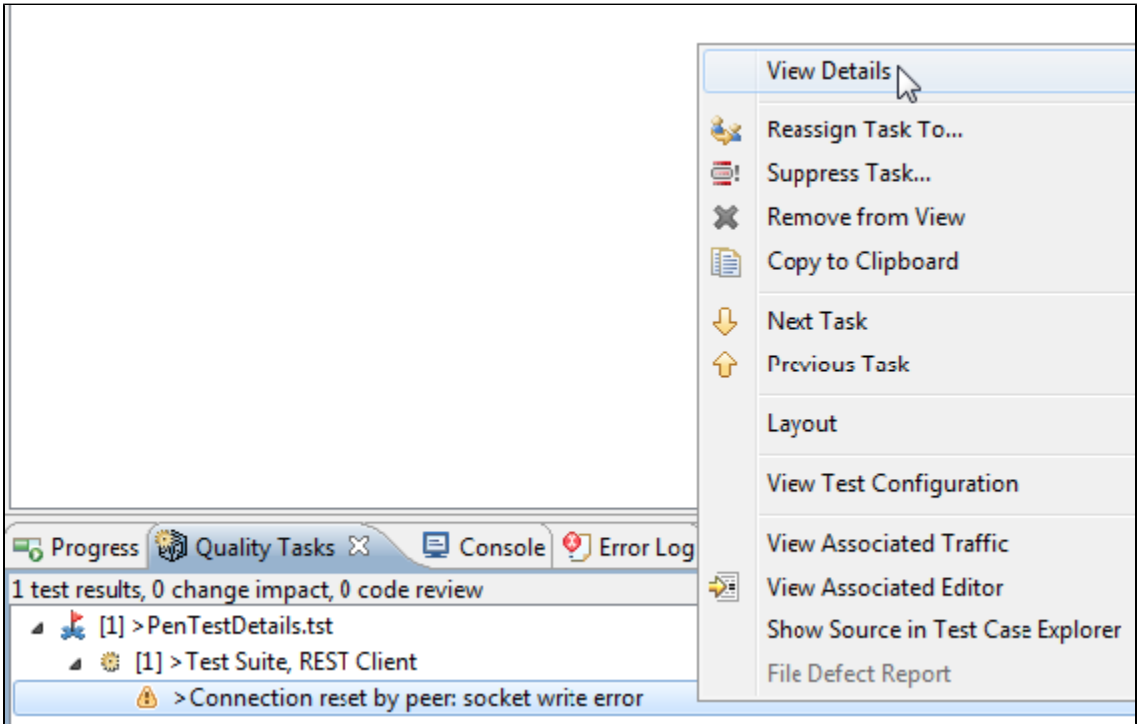 View Details
Reassign Task To...
Suppress Task...
Remove from View
Copy to Clipboard
Next Task
Previous Task
Layout
View Test Configuration
View Associated Traffic
View Associated Editor
Show Source in Test Case Explorer
File Defect Report
Progress Quality Tasks Console Error Log
1 test results, 0 change impact, 0 code review
[1] >PenTestDetails.tst
[1] >Test Suite, REST Client
>Connection reset by peer: socket write error